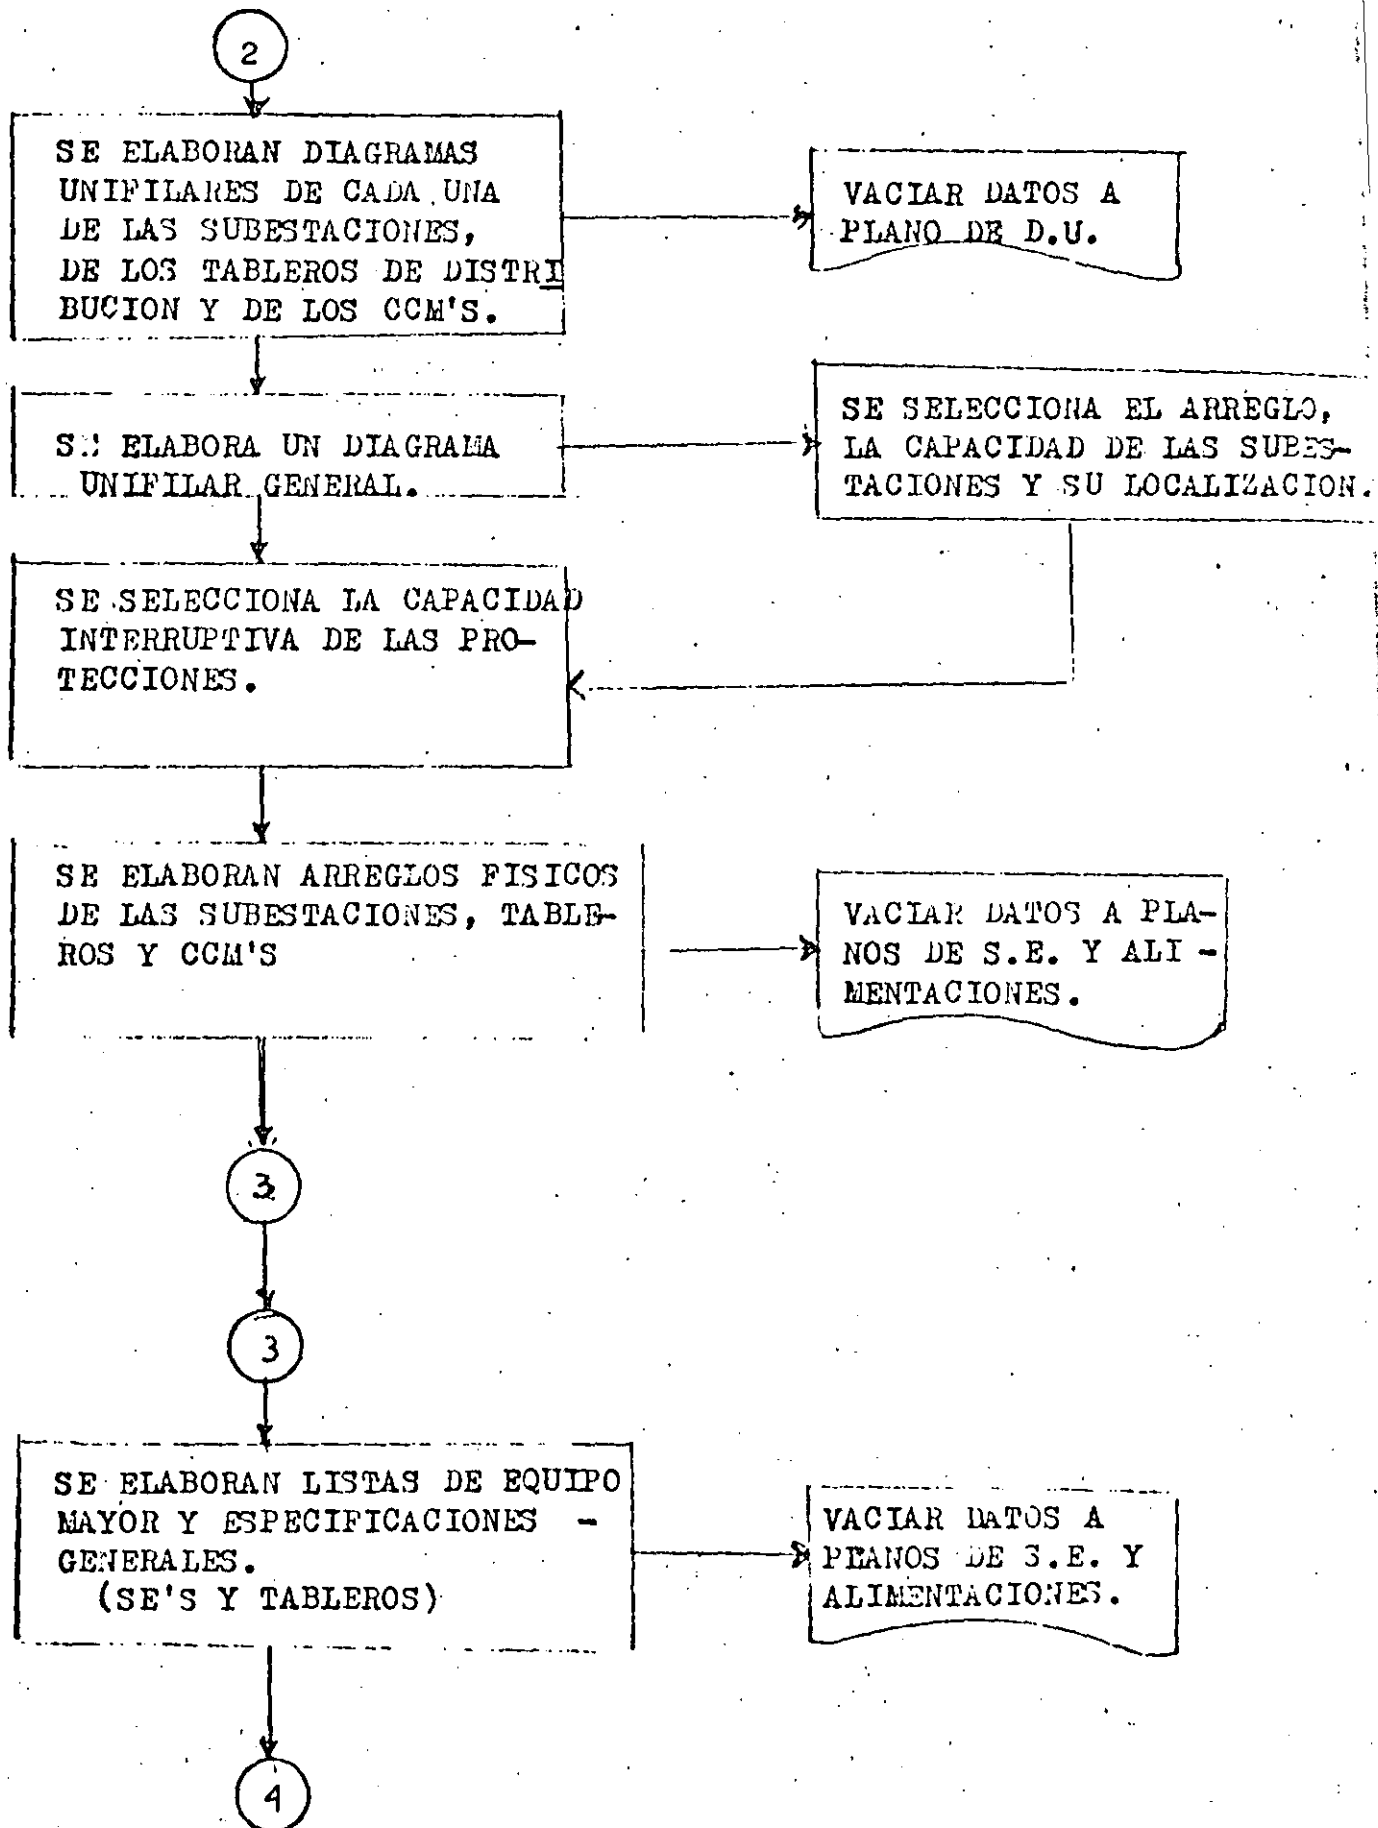 2
SE ELABORAN DIAGRAMAS
UNIFILARES DE CADA UNA
DE LAS SUBESTACIONES,
DE LOS TABLEROS DE DISTRI
BUCION Y DE LOS CCM'S.
VACIAR DATOS A
PLANO DE D.U.
SE ELABORA UN DIAGRAMA
UNIFILAR GENERAL.
SE SELECCIONA EL ARREGLO,
LA CAPACIDAD DE LAS SUBES-
TACIONES Y SU LOCALIZACION.
SE SELECCIONA LA CAPACIDAD
INTERRUPTIVA DE LAS PRO-
TECCIONES.
SE ELABORAN ARREGLOS FISICOS
DE LAS SUBESTACIONES, TABLE-
ROS Y CCM'S
VACIAR DATOS A PLA-
NOS DE S.E. Y ALI -
MENTACIONES.
3
3
SE ELABORAN LISTAS DE EQUIPO
MAYOR Y ESPECIFICACIONES -
GENERALES.
(SE'S Y TABLEROS)
VACIAR DATOS A
PLANOS DE S.E. Y
ALIMENTACIONES.
4